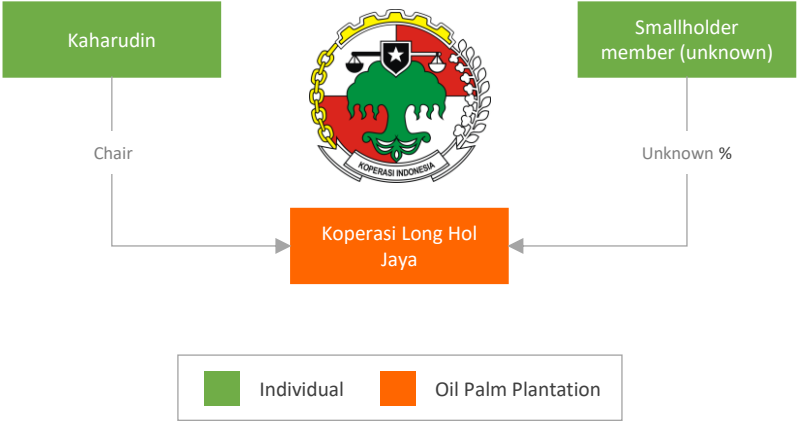 Kaharudin
Smallholder
member (unknown)
KOPERASI INDONESIA
Chair
Unknown %
Koperasi Long Hol
Jaya
Individual
Oil Palm Plantation